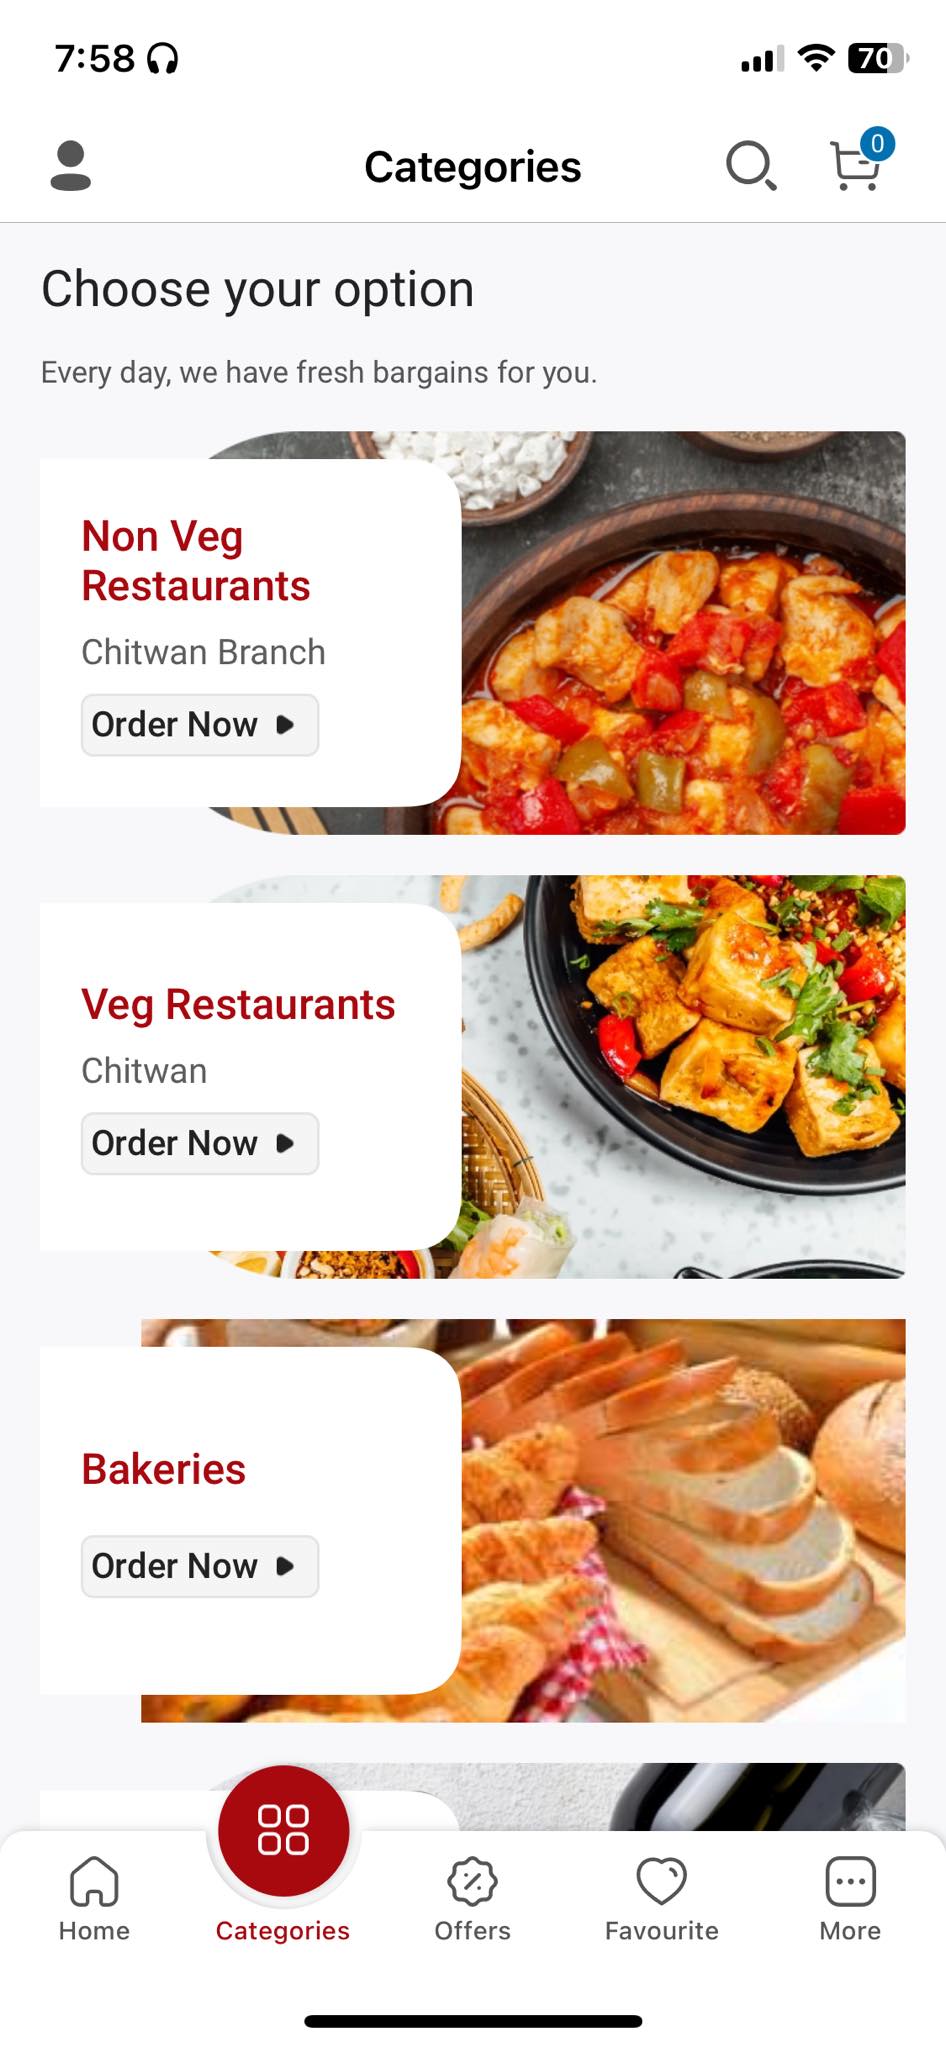 7:58
70
Categories
0
Choose your option
Every day, we have fresh bargains for you.
Non Veg
Restaurants
Chitwan Branch
Order Now
Veg Restaurants
Chitwan
Order Now
Bakeries
Order Now
Home
Categories
Offers
Favourite
More